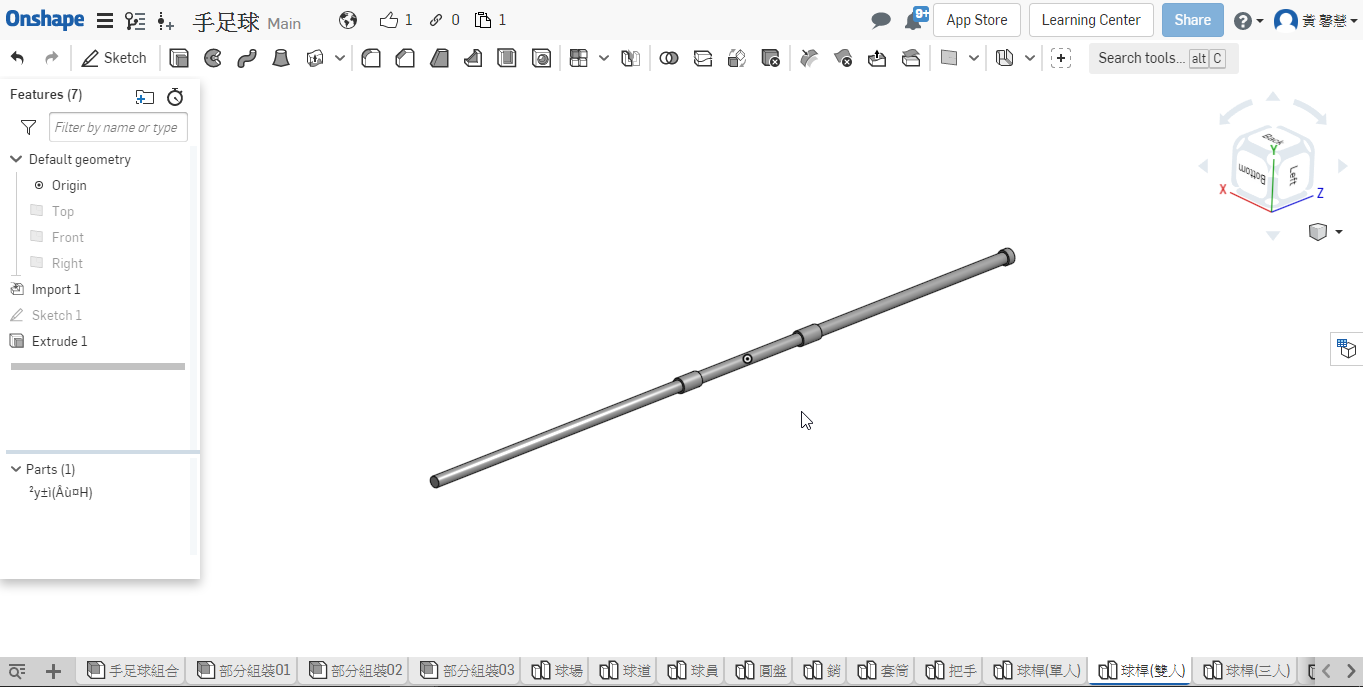 Onshape 手足球 Main 1 0 1 9+ App Store Learning Center Share 黃 馨慧
Sketch Search tools... alt C
Features (7)
Filter by name or type
Default geometry
Origin
Top
Front
Right
Import 1
Sketch 1
Extrude 1
Parts (1)
²y±ì(Âù¤H)
Back
Bottom
Left
Y
X
Z
手足球組合 部分組裝01 部分組裝02 部分組裝03 球場 球道 球員 圓盤 銷 套筒 把手 球桿(單人) 球桿(雙人) 球桿(三人)